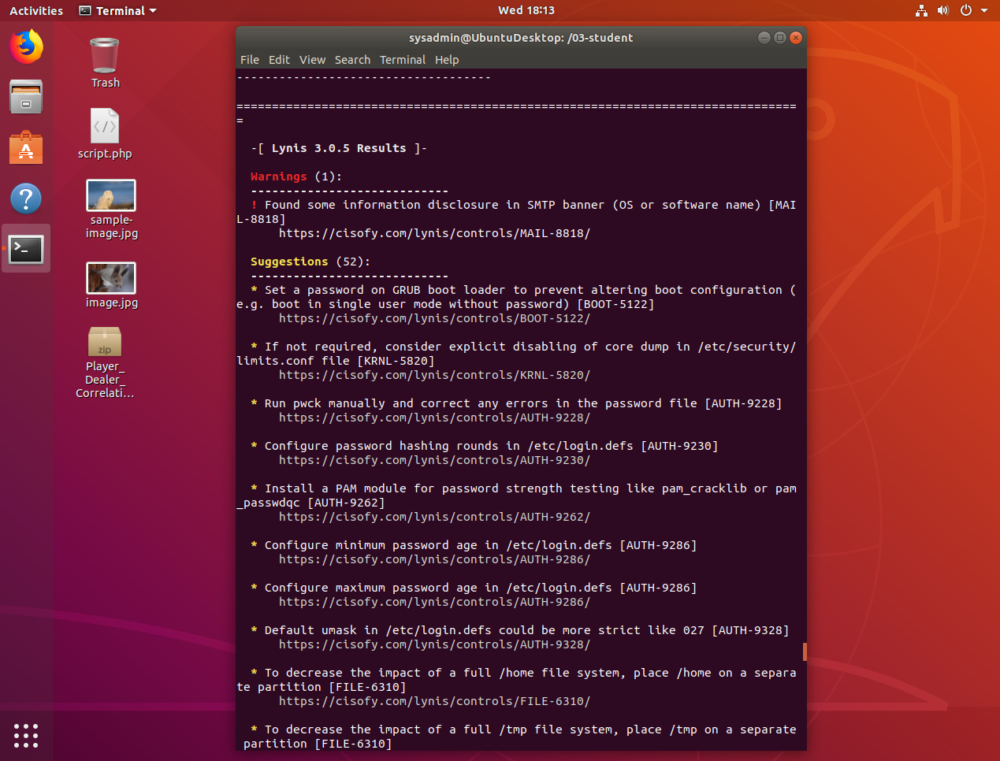 Activities Terminal Wed 18:13
Trash
script.php
sample-
image.jpg
image.jpg
zip
Player_
Dealer_
Correlati...
sysadmin@UbuntuDesktop: /03-student
File Edit View Search Terminal Help
------------------------------------
===============================================================================
=
-[ Lynis 3.0.5 Results ]-
Warnings (1):
----------------------------
! Found some information disclosure in SMTP banner (OS or software name) [MAI
L-8818]
https://cisofy.com/lynis/controls/MAIL-8818/
Suggestions (52):
----------------------------
* Set a password on GRUB boot loader to prevent altering boot configuration (
e.g. boot in single user mode without password) [BOOT-5122]
https://cisofy.com/lynis/controls/BOOT-5122/
* If not required, consider explicit disabling of core dump in /etc/security/
limits.conf file [KRNL-5820]
https://cisofy.com/lynis/controls/KRNL-5820/
* Run pwck manually and correct any errors in the password file [AUTH-9228]
https://cisofy.com/lynis/controls/AUTH-9228/
* Configure password hashing rounds in /etc/login.defs [AUTH-9230]
https://cisofy.com/lynis/controls/AUTH-9230/
* Install a PAM module for password strength testing like pam_cracklib or pam
_passwdqc [AUTH-9262]
https://cisofy.com/lynis/controls/AUTH-9262/
* Configure minimum password age in /etc/login.defs [AUTH-9286]
https://cisofy.com/lynis/controls/AUTH-9286/
* Configure maximum password age in /etc/login.defs [AUTH-9286]
https://cisofy.com/lynis/controls/AUTH-9286/
* Default umask in /etc/login.defs could be more strict like 027 [AUTH-9328]
https://cisofy.com/lynis/controls/AUTH-9328/
* To decrease the impact of a full /home file system, place /home on a separa
te partition [FILE-6310]
https://cisofy.com/lynis/controls/FILE-6310/
* To decrease the impact of a full /tmp file system, place /tmp on a separate
partition [FILE-6310]